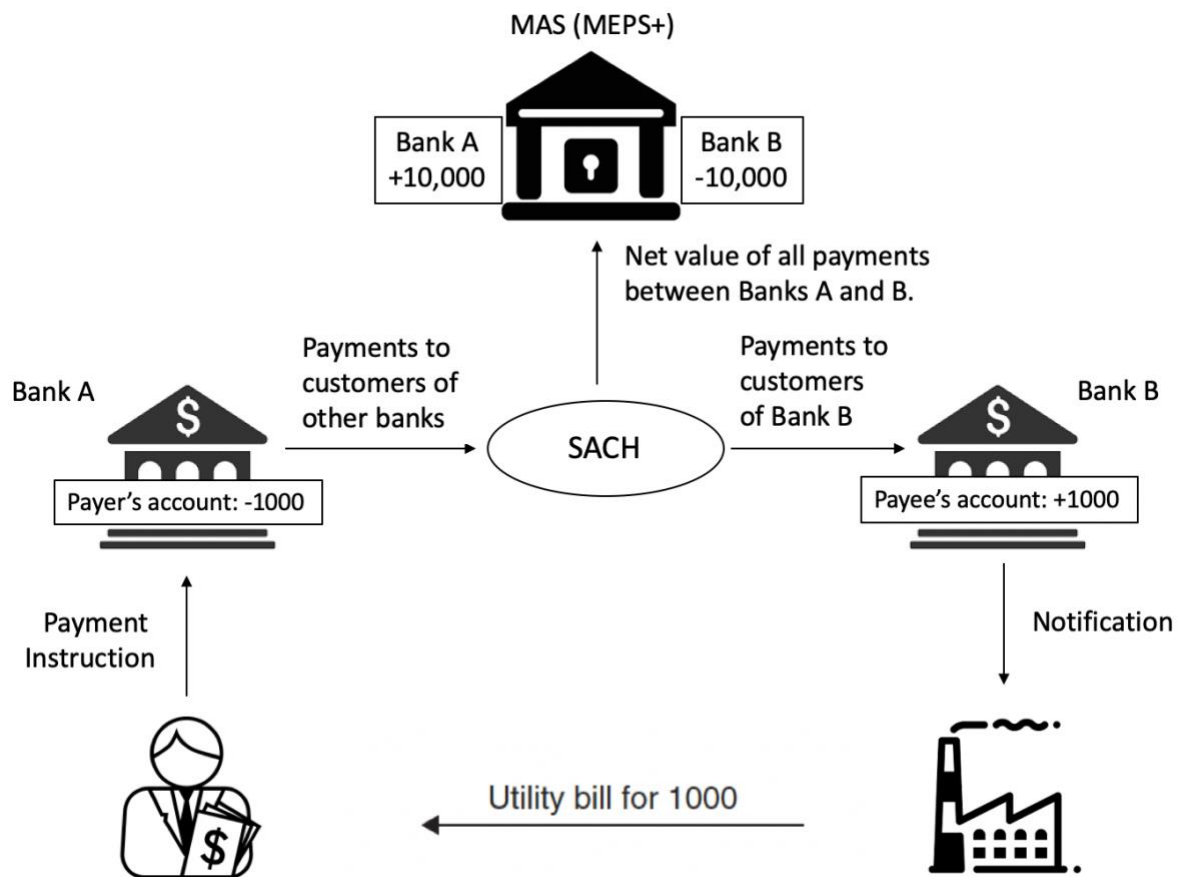 MAS (MEPS+)
Bank A
+10,000
Bank B
-10,000
Net value of all payments
between Banks A and B.
Payments to
customers of
other banks
Payments to
customers
of Bank B
Bank A
$
Payer's account: -1000
SACH
Bank B
$
Payee's account: +1000
Payment
Instruction
Notification
Utility bill for 1000
$